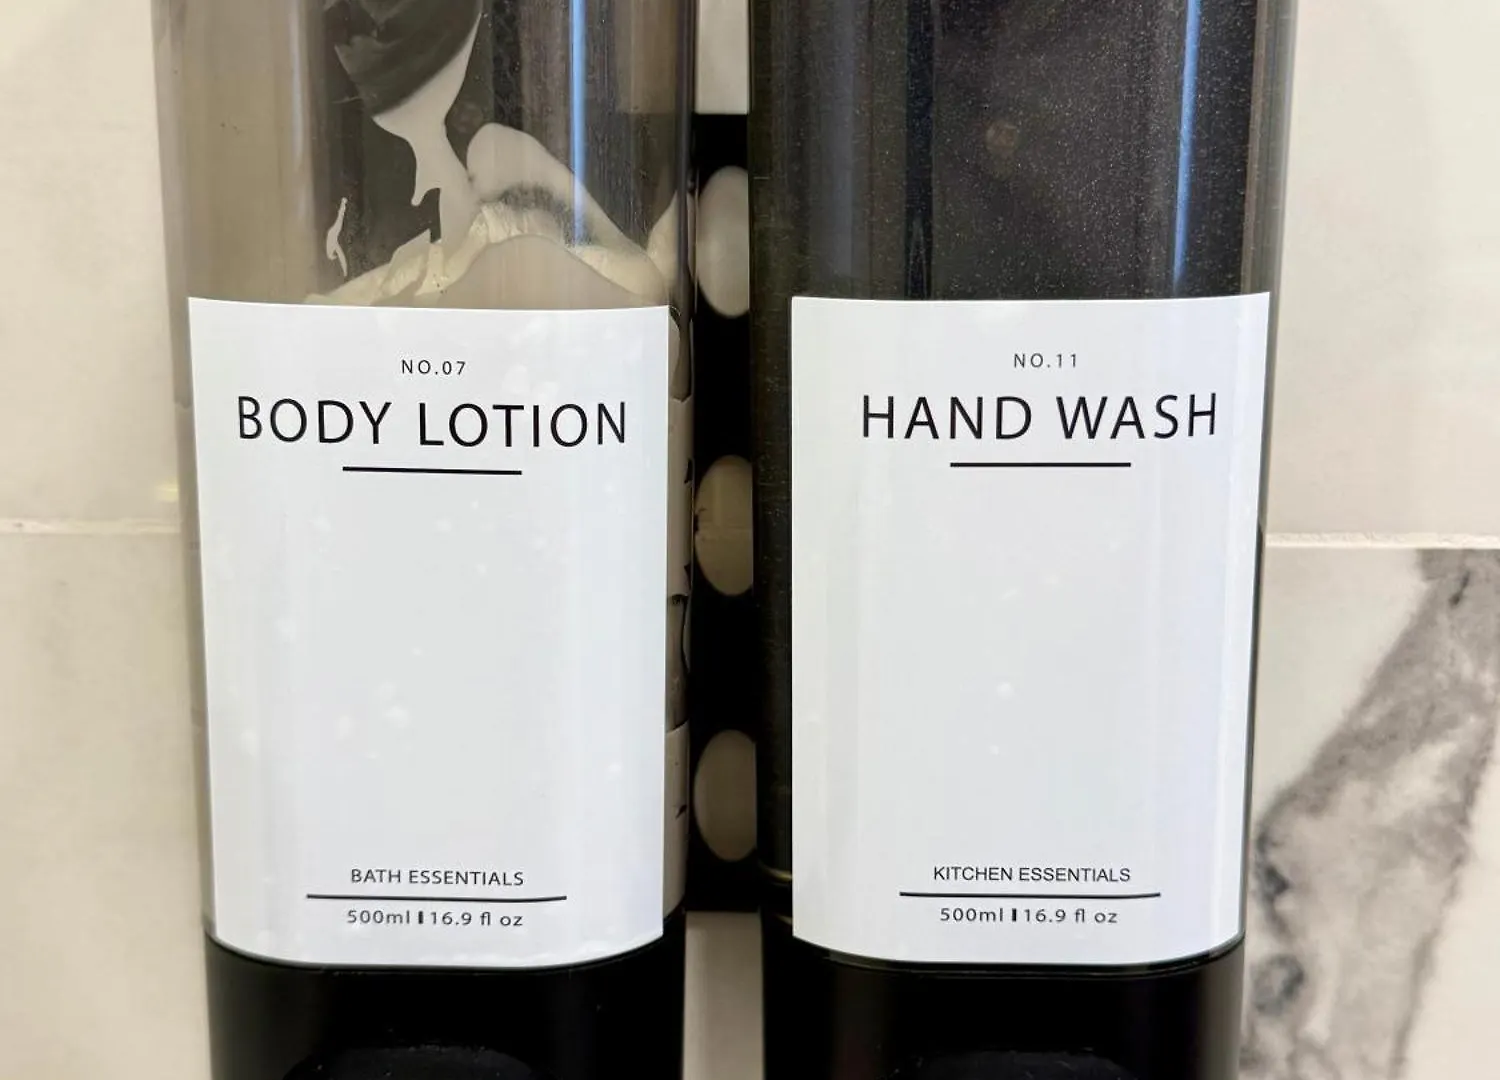 NO.07
BODY LOTION
BATH ESSENTIALS
500ml I 16.9 fl oz
NO.11
HAND WASH
KITCHEN ESSENTIALS
500ml I 16.9 fl oz